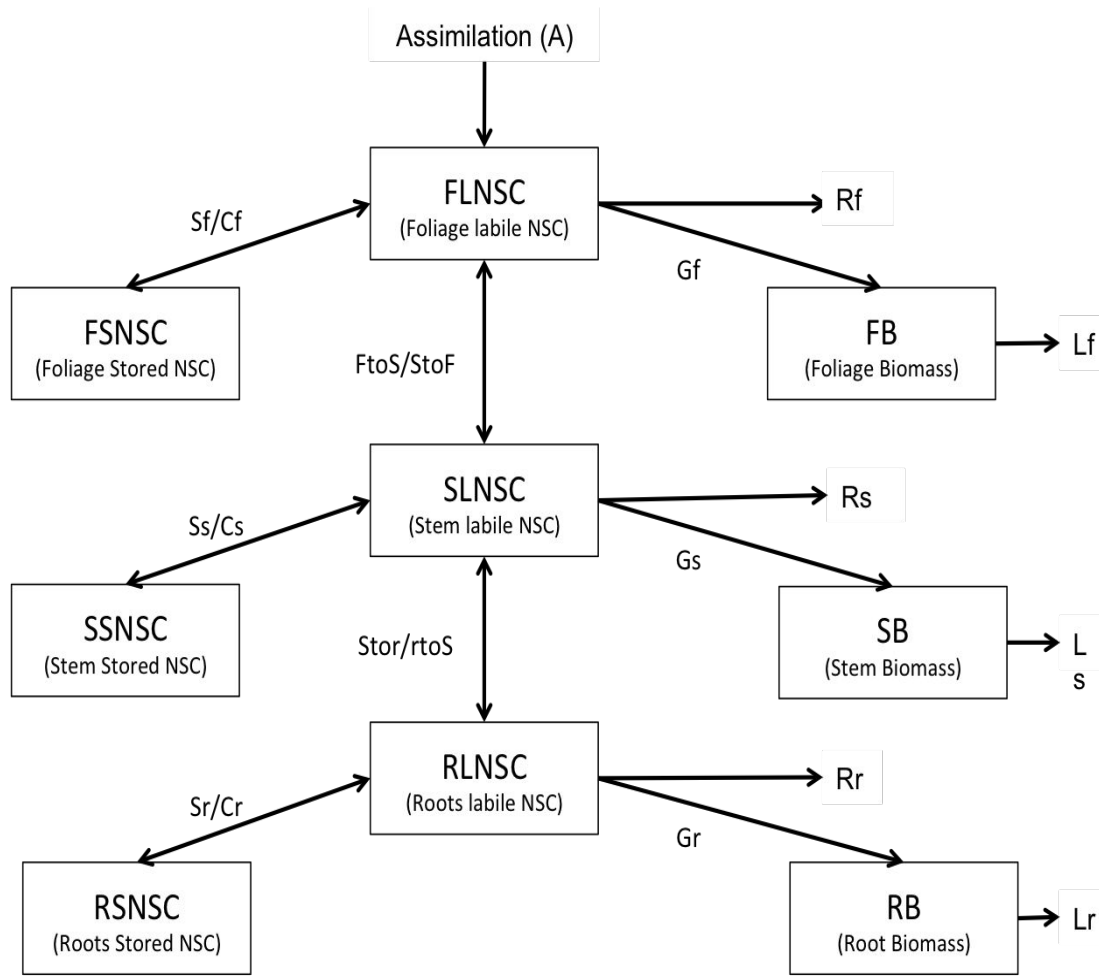 Assimilation (A)
FLNSC
(Foliage labile NSC)
Rf
Sf/Cf
Gf
FSNSC
(Foliage Stored NSC)
FB
(Foliage Biomass)
Lf
FtoS/StoF
SLNSC
(Stem labile NSC)
Rs
Ss/Cs
Gs
SSNSC
(Stem Stored NSC)
SB
(Stem Biomass)
L
s
Stor/rtoS
RLNSC
(Roots labile NSC)
Rr
Sr/Cr
Gr
RSNSC
(Roots Stored NSC)
RB
(Root Biomass)
Lr